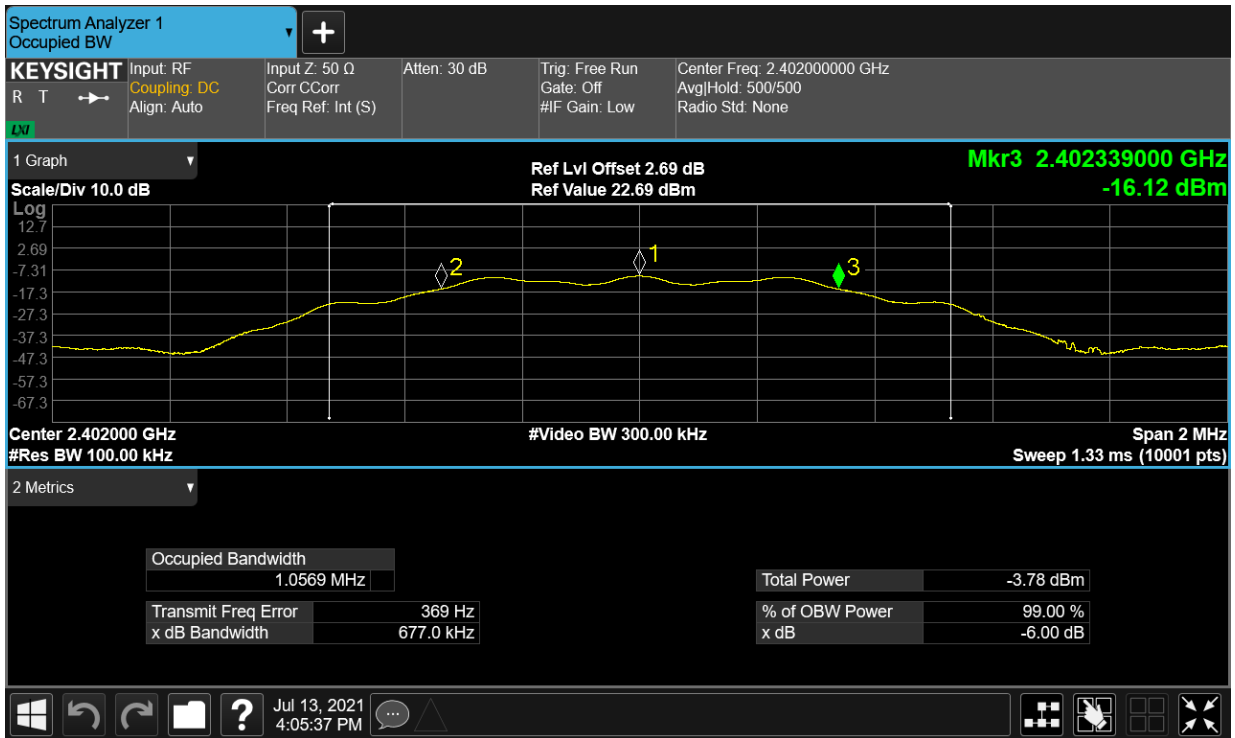 Spectrum Analyzer 1
Occupied BW
▼
+
KEYSIGHT
R T
LXI
Input: RF
Coupling: DC
Align: Auto
Input Z: 50 Ω
Corr CCorr
Freq Ref: Int (S)
Atten: 30 dB
Trig: Free Run
Gate: Off
#IF Gain: Low
Center Freq: 2.402000000 GHz
Avg|Hold: 500/500
Radio Std: None
1 Graph ▼
Scale/Div 10.0 dB
Ref Lvl Offset 2.69 dB
Ref Value 22.69 dBm
Mkr3 2.402339000 GHz
-16.12 dBm
Log
12.7
2.69
-7.31
-17.3
-27.3
-37.3
-47.3
-57.3
-67.3
2
1
3
Center 2.402000 GHz
#Video BW 300.00 kHz
Span 2 MHz
#Res BW 100.00 kHz
Sweep 1.33 ms (10001 pts)
2 Metrics ▼
Occupied Bandwidth
1.0569 MHz
Transmit Freq Error 369 Hz
x dB Bandwidth 677.0 kHz
Total Power -3.78 dBm
% of OBW Power 99.00 %
x dB -6.00 dB
?
Jul 13, 2021
4:05:37 PM